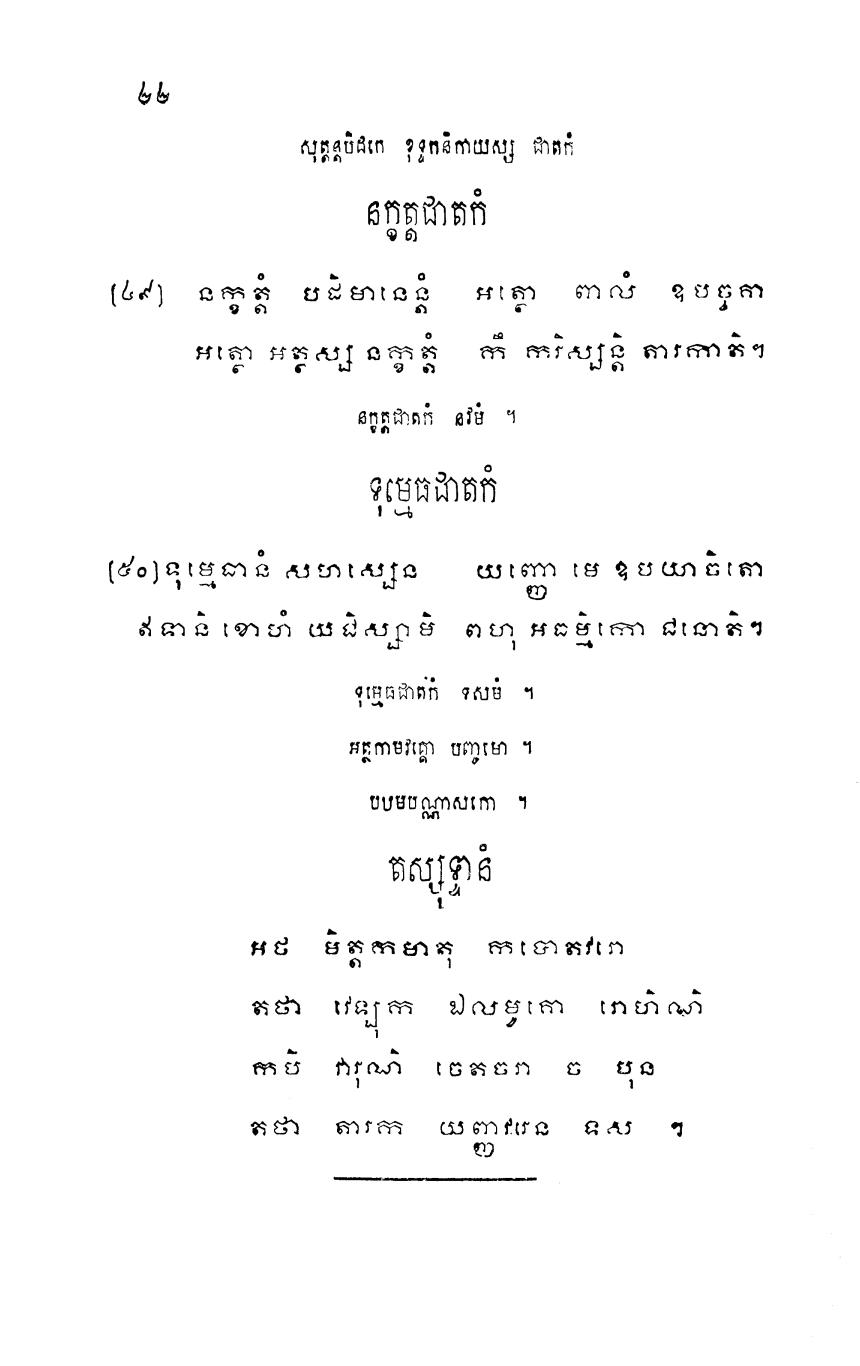 ២២
សុត្តន្តបិដកេ ខុទ្ទកនិកាយស្ស ជាតកំ
នក្ខត្តជាតកំ
[៤៩] នក្ខត្តំ បដិមានេន្តំ អត្ថោ ពាលំ ឧបច្ចគា
អត្ថោ អត្ថស្ស នក្ខត្តំ កឹ ករិស្សន្តិ តារកាតិ។
នក្ខត្តជាតកំ នវមំ ។
ទុម្មេធជាតកំ
[៥០] ទុម្មេធានំ សហស្សេន យញ្ញោ មេ ឧបយាចិតោ
ឥទានិ ខោហំ យជិស្សាមិ ពហុ អធម្មិកោ ជនោតិ។
ទុម្មេធជាតកំ ទសមំ ។
អត្ថកាមវគ្គោ បញ្ចមោ ។
បឋមបណ្ណាសកោ ។
តស្សុទ្ទានំ
អថ មិត្តកមាតុ កបោតវរោ
តថា វេឡុក ឯលម្ពុកោ រោហិណិ
កបិ វារុណិ ចេតចរា ច បុន
តថា តារក យញ្ញវរេន ទស ។